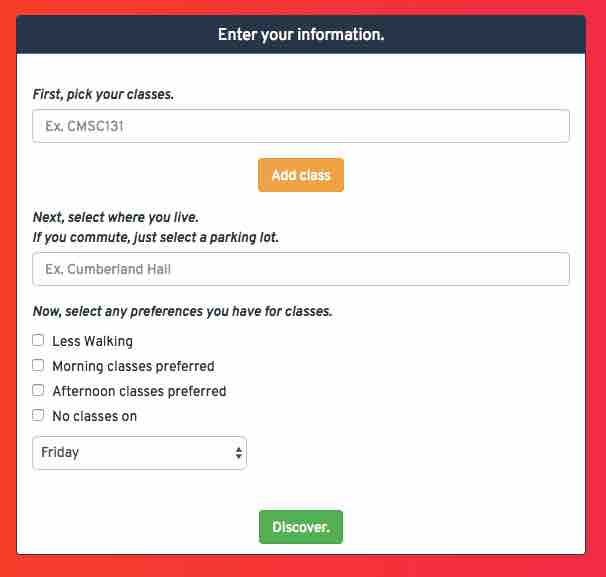 Enter your information.
First, pick your classes.
Ex. CMSC131
Add class
Next, select where you live.
If you commute, just select a parking lot.
Ex. Cumberland Hall
Now, select any preferences you have for classes.
Less Walking
Morning classes preferred
Afternoon classes preferred
No classes on
Friday
Discover.